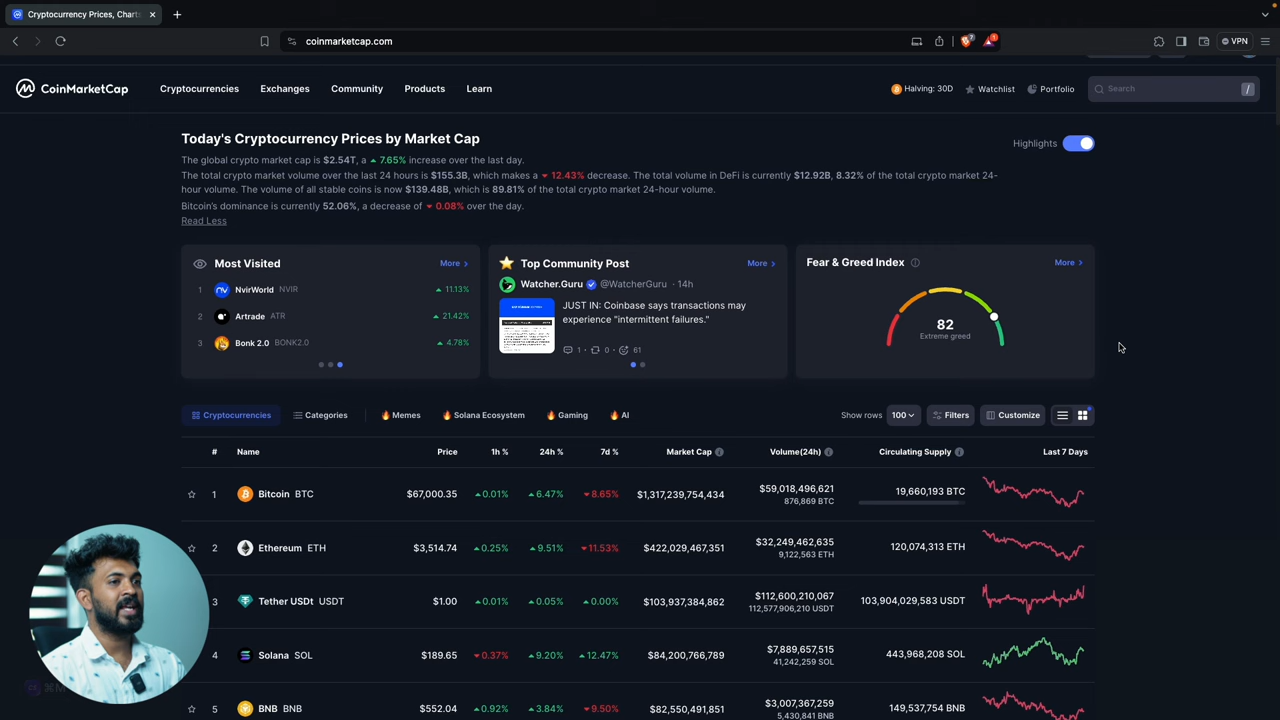 Cryptocurrency Prices, Charts
coinmarketcap.com
VPN
CoinMarketCap
Cryptocurrencies
Exchanges
Community
Products
Learn
Halving: 30D
Watchlist
Portfolio
Search
/
Today's Cryptocurrency Prices by Market Cap
Highlights
The global crypto market cap is $2.54T, a 7.65% increase over the last day.
The total crypto market volume over the last 24 hours is $155.3B, which makes a 12.43% decrease. The total volume in DeFi is currently $12.92B, 8.32% of the total crypto market 24-
hour volume. The volume of all stable coins is now $139.48B, which is 89.81% of the total crypto market 24-hour volume.
Bitcoin's dominance is currently 52.06%, a decrease of 0.08% over the day.
Read Less
Most Visited
More
1 NvirWorld NVIR 11.13%
2 Artrade ATR 21.42%
3 Bonk 2.0 BONK2.0 4.78%
Top Community Post
More
Watcher.Guru @WatcherGuru · 14h
JUST IN: Coinbase says transactions may
experience "intermittent failures."
1 0 61
Fear & Greed Index
More
82
Extreme greed
Cryptocurrencies
Categories
Memes
Solana Ecosystem
Gaming
AI
Show rows
100
Filters
Customize
# Name Price 1h % 24h % 7d % Market Cap Volume(24h) Circulating Supply Last 7 Days
1 Bitcoin BTC $67,000.35 0.01% 6.47% 8.65% $1,317,239,754,434 $59,018,496,621 19,660,193 BTC
876,869 BTC
2 Ethereum ETH $3,514.74 0.25% 9.51% 11.53% $422,029,467,351 $32,249,462,635 120,074,313 ETH
9,122,563 ETH
3 Tether USDt USDT $1.00 0.01% 0.05% 0.00% $103,937,384,862 $112,600,210,067 103,904,029,583 USDT
112,577,906,210 USDT
4 Solana SOL $189.65 0.37% 9.20% 12.47% $84,200,766,789 $7,889,657,515 443,968,208 SOL
41,242,259 SOL
5 BNB BNB $552.04 0.92% 3.84% 9.50% $82,550,491,851 $3,007,367,259 149,537,754 BNB
5,430,841 BNB